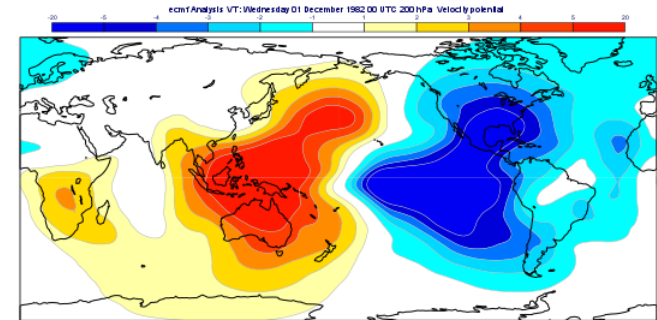 ecmf Analysis VT: Wednesday 01 December 1982 00 UTC 200 hPa Velocity potential
-20 -5 -4 -3 -2 -1 1 2 3 4 5 20